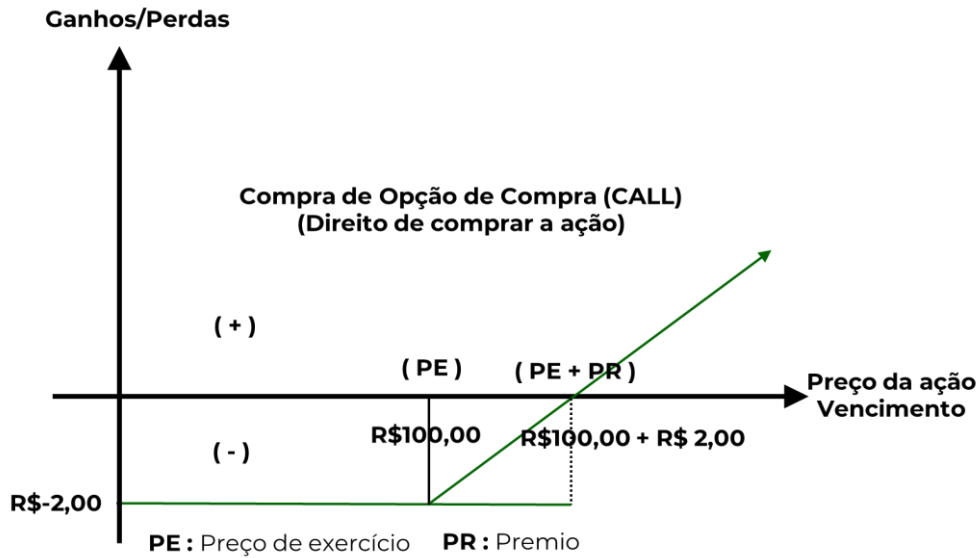 Ganhos/Perdas
Compra de Opção de Compra (CALL)
(Direito de comprar a ação)
( + )
( PE )
( PE + PR )
Preço da ação
Vencimento
R$100,00
R$100,00 + R$ 2,00
( - )
R$-2,00
PE : Preço de exercício PR : Premio